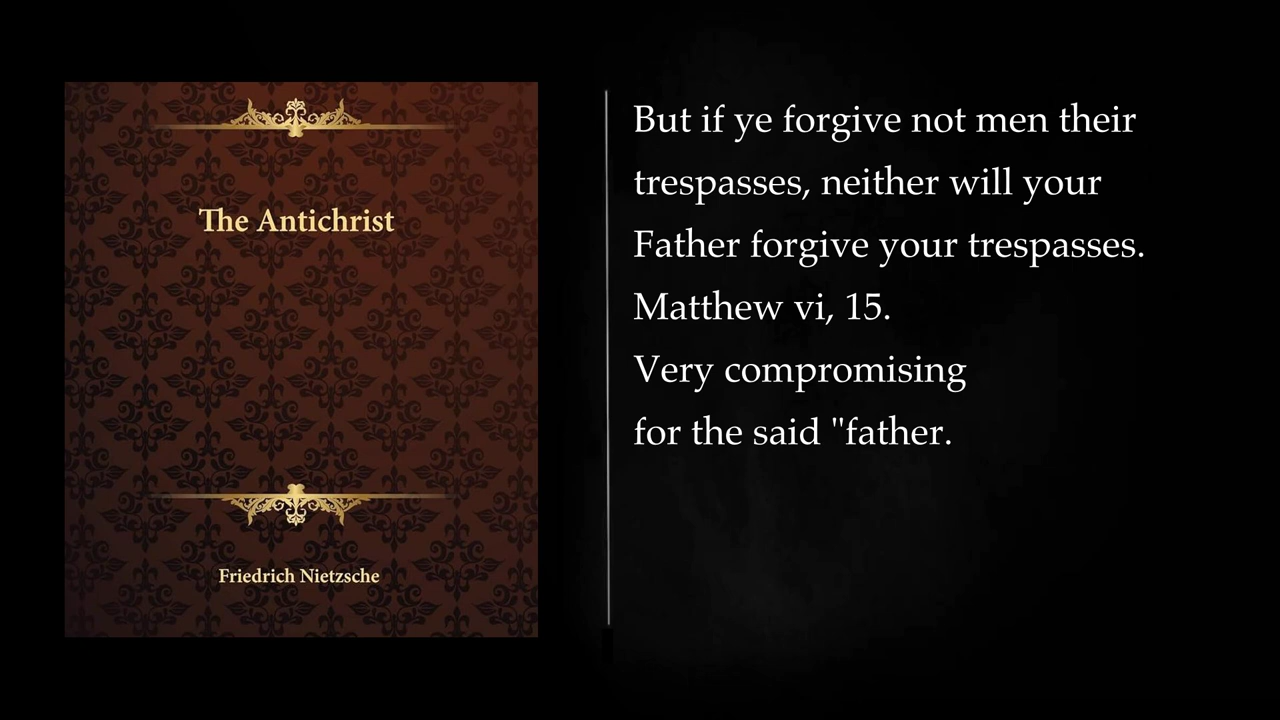 The Antichrist
Friedrich Nietzsche
But if ye forgive not men their
trespasses, neither will your
Father forgive your trespasses.
Matthew vi, 15.
Very compromising
for the said "father.